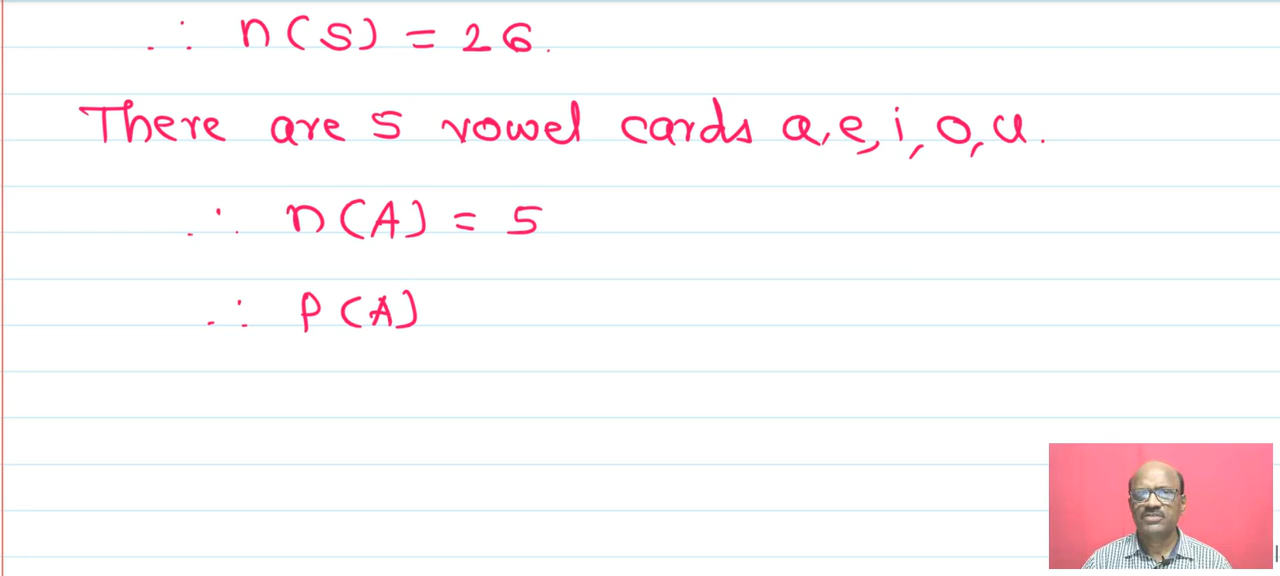 ∴ n(S) = 26.
There are 5 vowel cards a, e, i, o, u.
∴ n(A) = 5
∴ P(A)